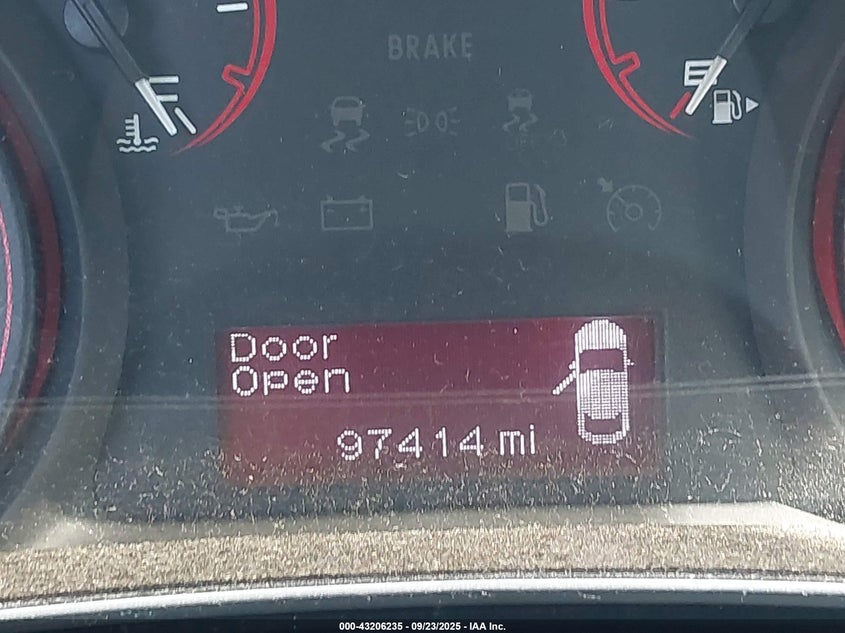 BRAKE
E
Door
Open
97414 mi
000-43206235 - 09/23/2025 - IAA Inc.